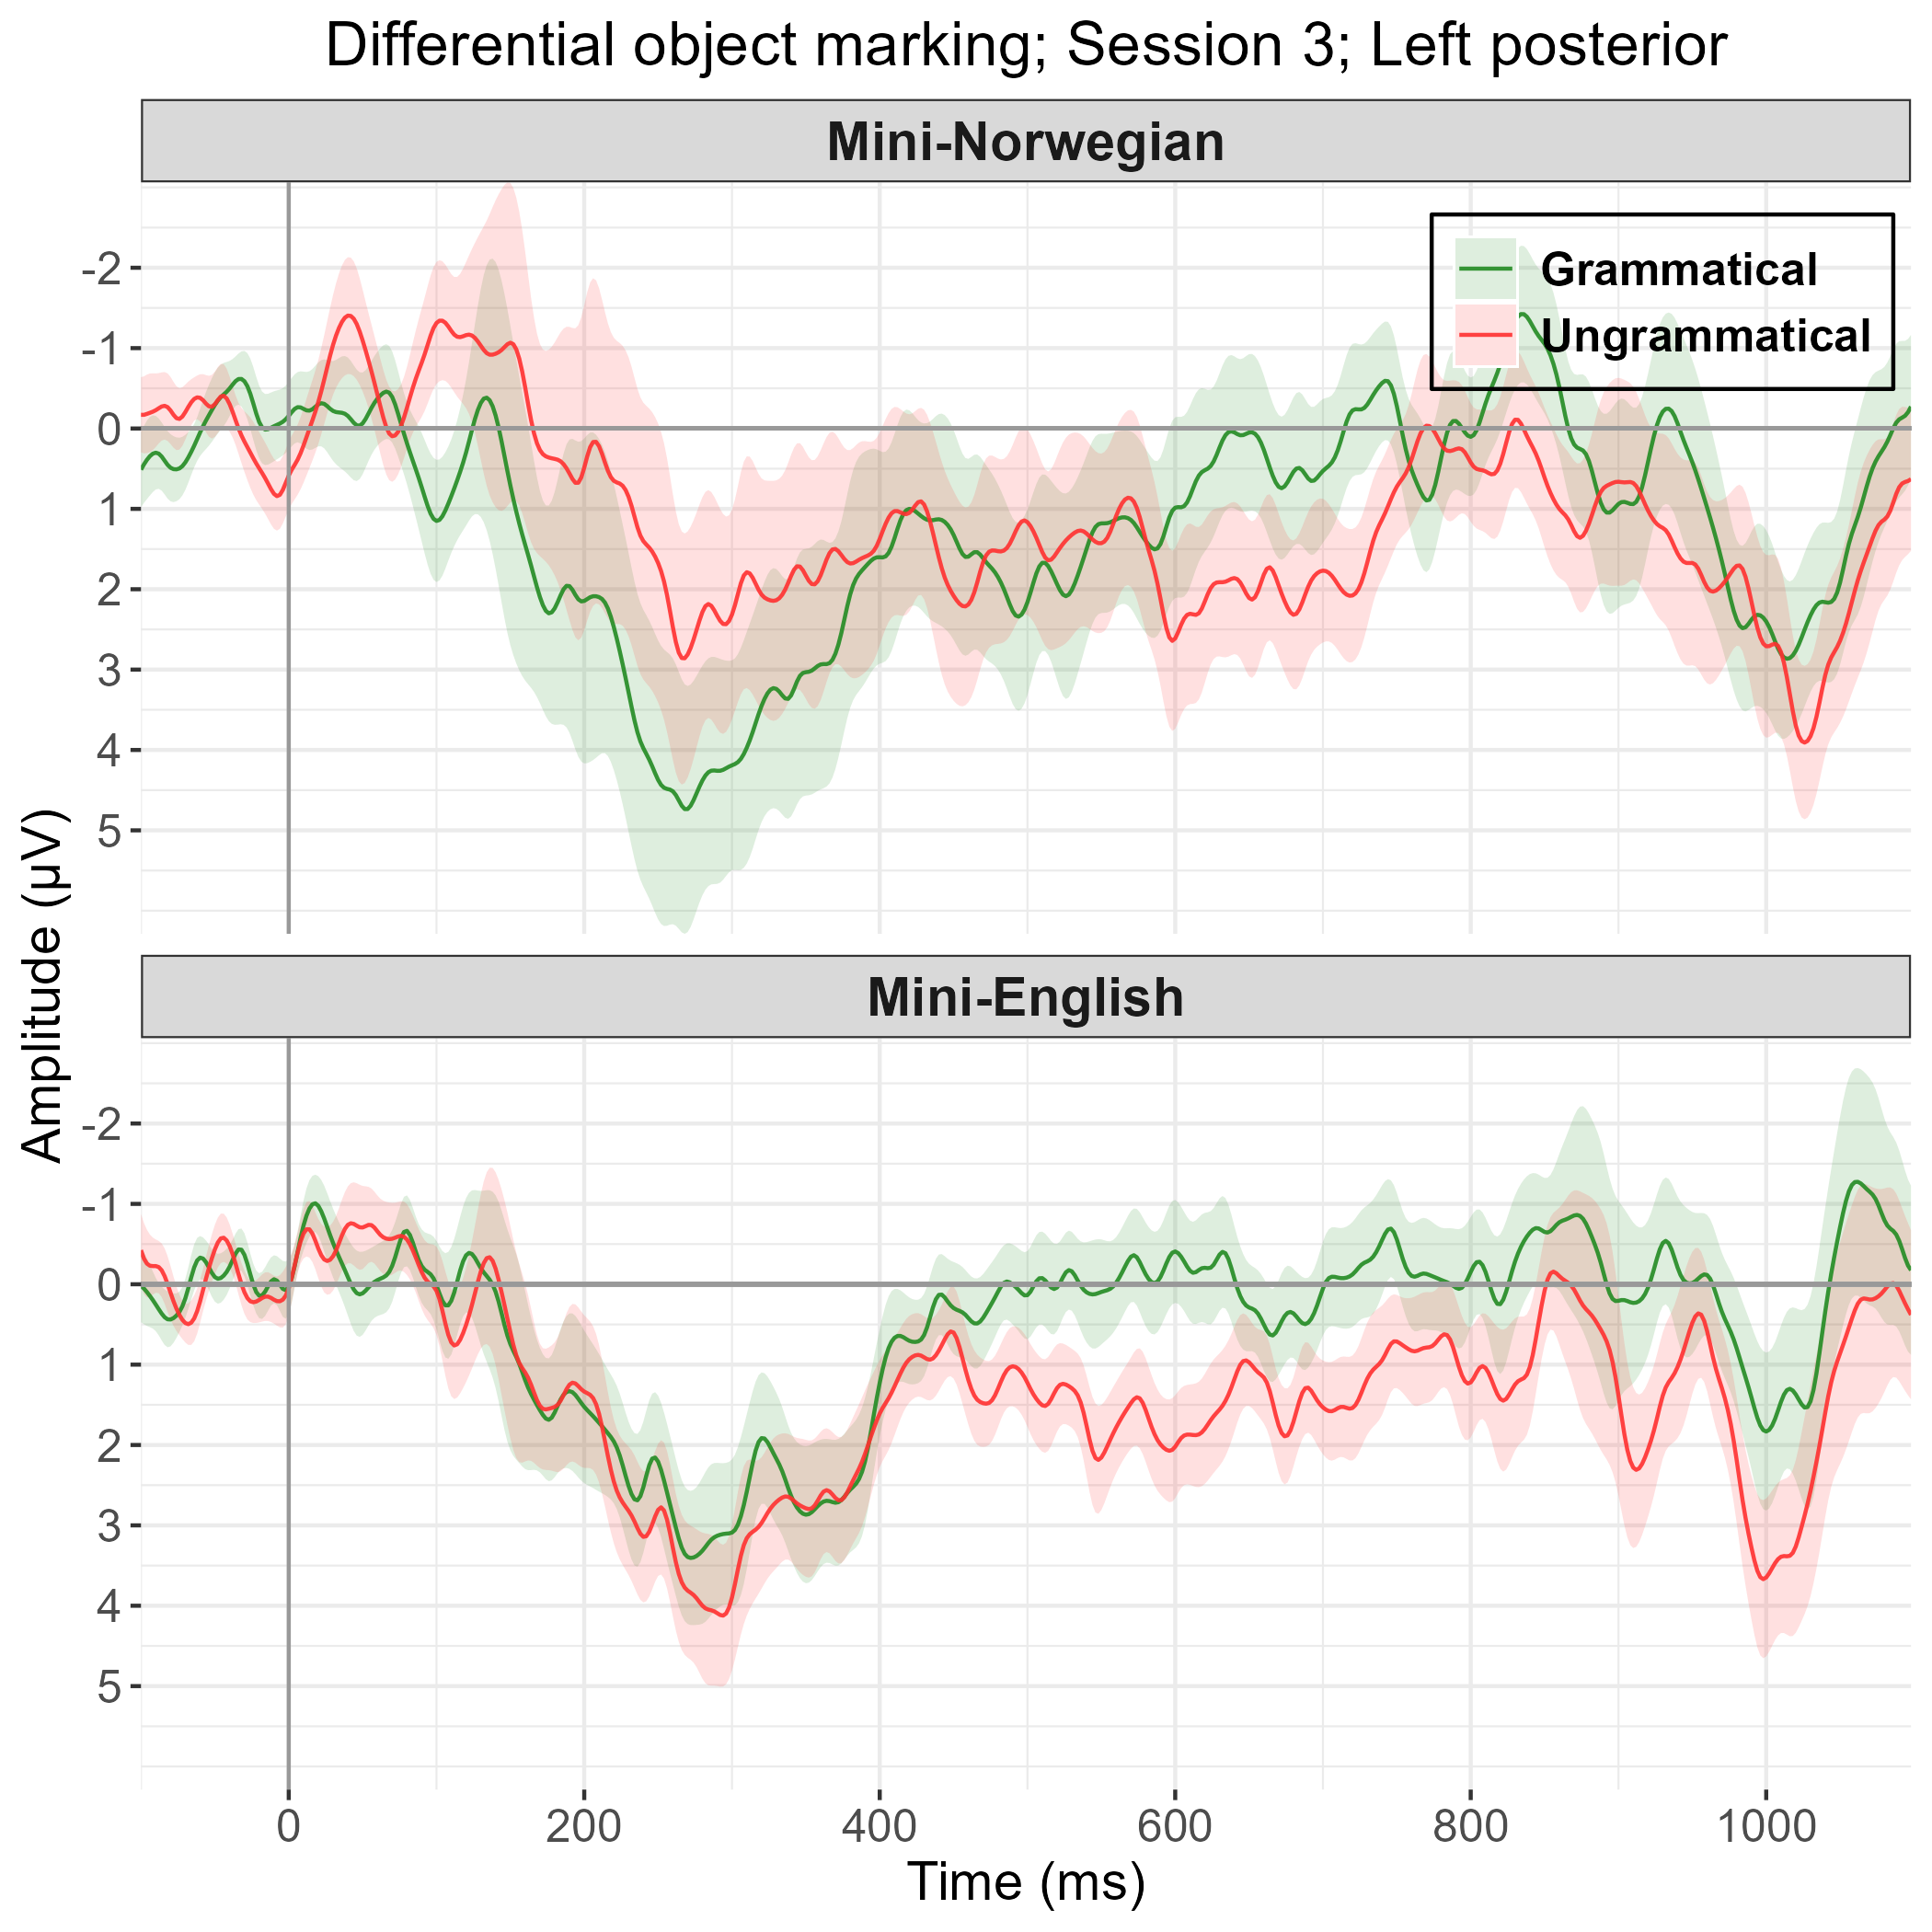 Differential object marking; Session 3; Left posterior
Mini-Norwegian
Grammatical
Ungrammatical
-2
-1
0
1
2
3
4
5
Amplitude (µV)
Mini-English
-2
-1
0
1
2
3
4
5
0 200 400 600 800 1000
Time (ms)